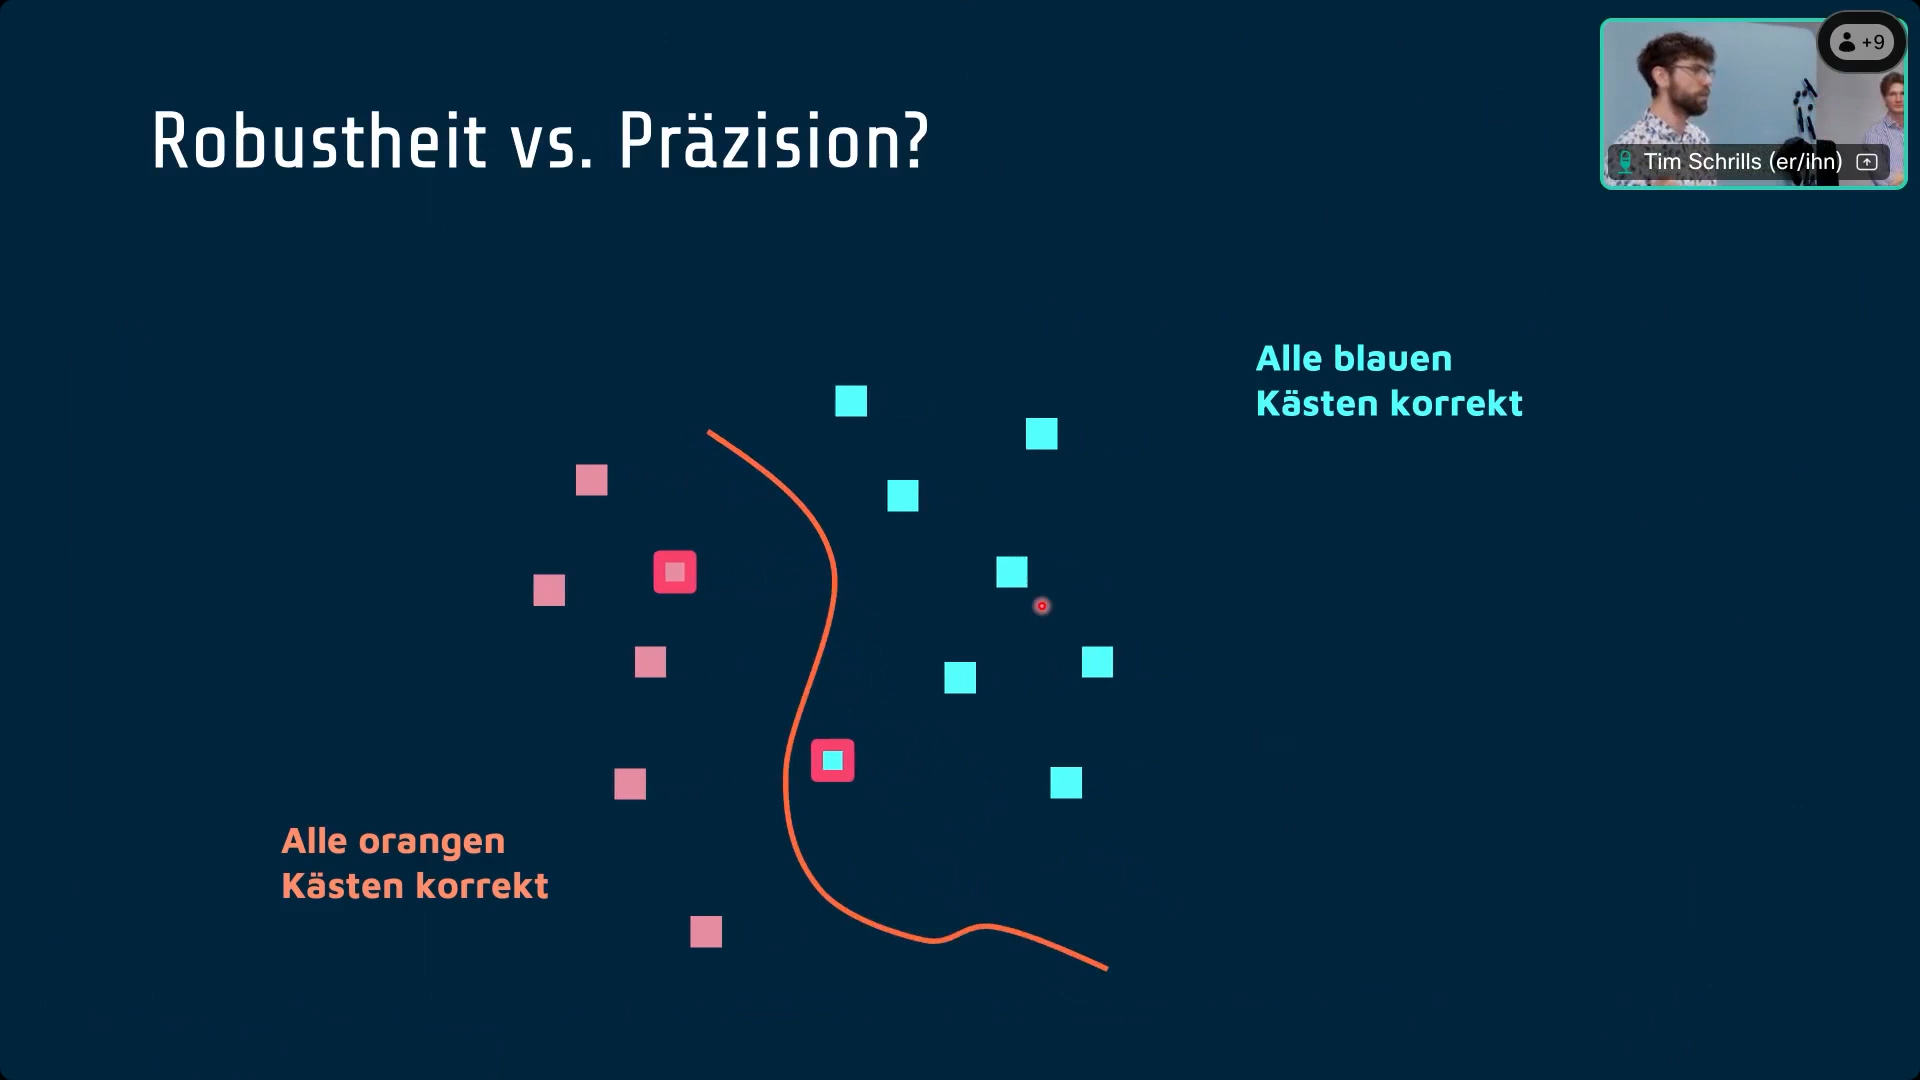 Robustheit vs. Präzision?
+9
Tim Schrills (er/ihn)
Alle blauen
Kästen korrekt
Alle orangen
Kästen korrekt